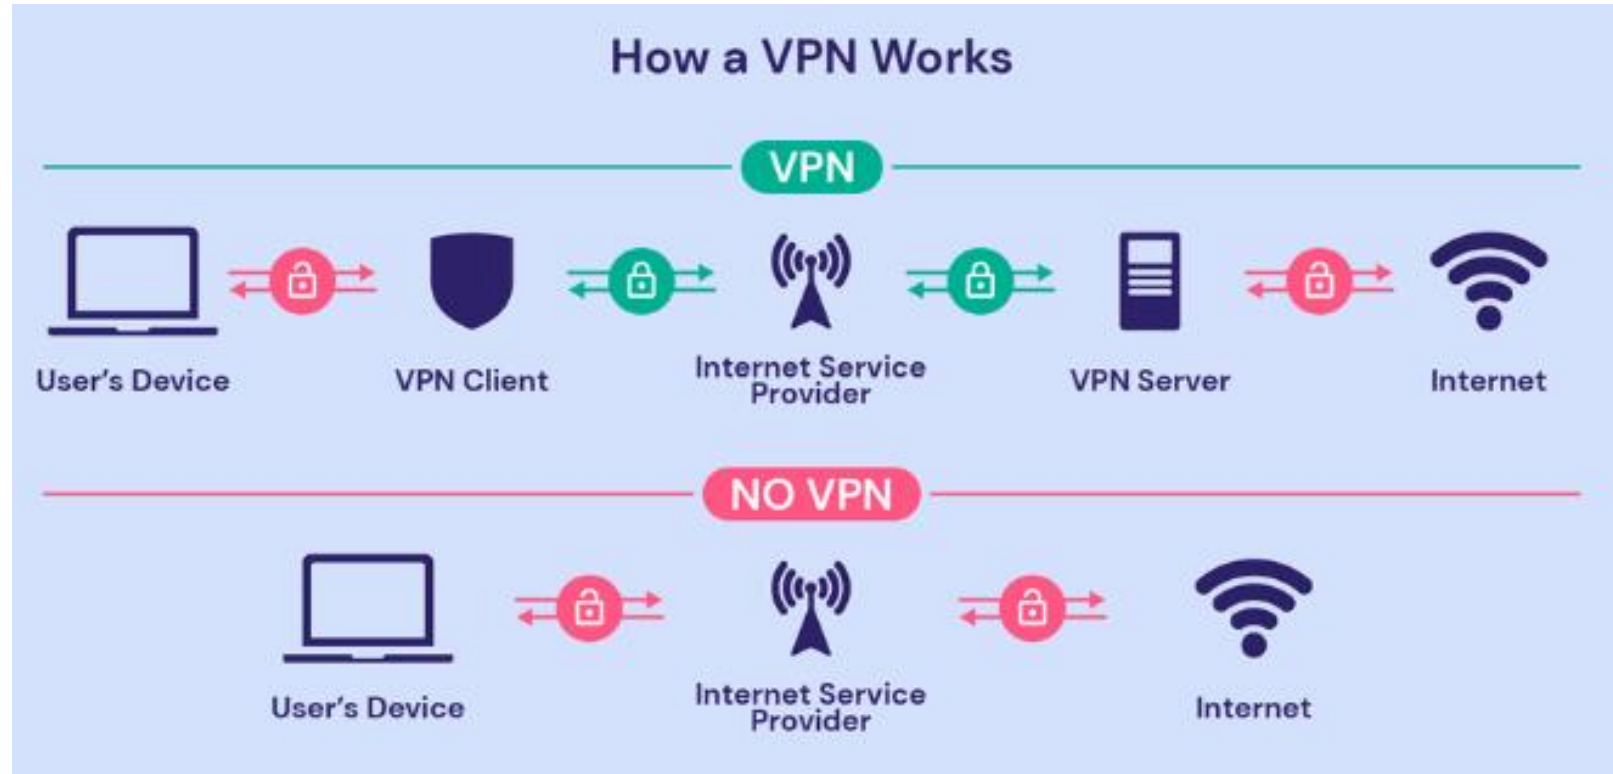 How a VPN Works
VPN
User's Device
VPN Client
Internet Service
Provider
VPN Server
Internet
NO VPN
User's Device
Internet Service
Provider
Internet